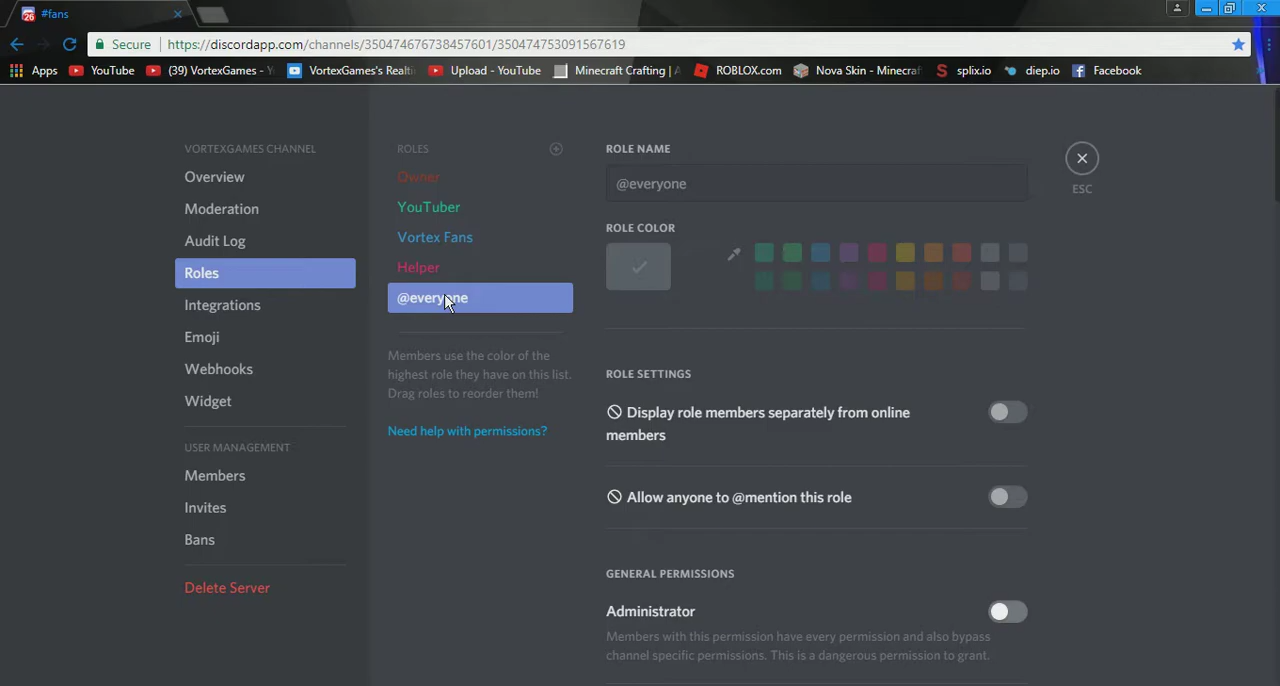 #fans
26
Secure https://discordapp.com/channels/350474676738457601/350474753091567619
Apps YouTube (39) VortexGames - Y VortexGames's Realti Upload - YouTube Minecraft Crafting | A ROBLOX.com Nova Skin - Minecraf splix.io diep.io Facebook
VORTEXGAMES CHANNEL
Overview
Moderation
Audit Log
Roles
Integrations
Emoji
Webhooks
Widget
USER MANAGEMENT
Members
Invites
Bans
Delete Server
ROLES
Owner
YouTuber
Vortex Fans
Helper
@everyone
Members use the color of the
highest role they have on this list.
Drag roles to reorder them!
Need help with permissions?
ROLE NAME
@everyone
ROLE COLOR
ROLE SETTINGS
Display role members separately from online
members
Allow anyone to @mention this role
GENERAL PERMISSIONS
Administrator
Members with this permission have every permission and also bypass
channel specific permissions. This is a dangerous permission to grant.
ESC